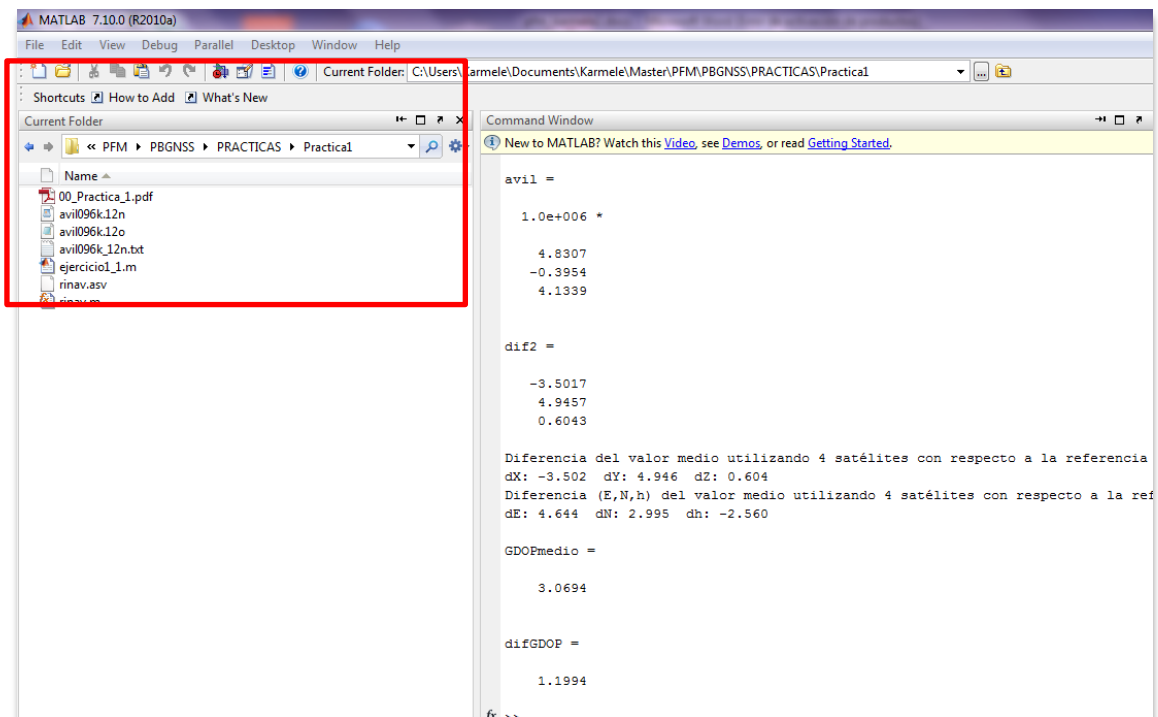 MATLAB 7.10.0 (R2010a)
File Edit View Debug Parallel Desktop Window Help
Current Folder: C:\Users\Karmele\Documents\Karmele\Master\PFM\PBGNSS\PRACTICAS\Practica1
Shortcuts How to Add What's New
Current Folder
« PFM PBGNSS PRACTICAS Practica1
Name
00_Practica_1.pdf
avil096k.12n
avil096k.12o
avil096k_12n.txt
ejercicio1_1.m
rinav.asv
rinav.m
Command Window
New to MATLAB? Watch this Video, see Demos, or read Getting Started.
avil =
1.0e+006 *
4.8307
-0.3954
4.1339
dif2 =
-3.5017
4.9457
0.6043
Diferencia del valor medio utilizando 4 satélites con respecto a la referencia
dX: -3.502 dY: 4.946 dZ: 0.604
Diferencia (E,N,h) del valor medio utilizando 4 satélites con respecto a la ref
dE: 4.644 dN: 2.995 dh: -2.560
GDOPmedio =
3.0694
difGDOP =
1.1994
fx >>